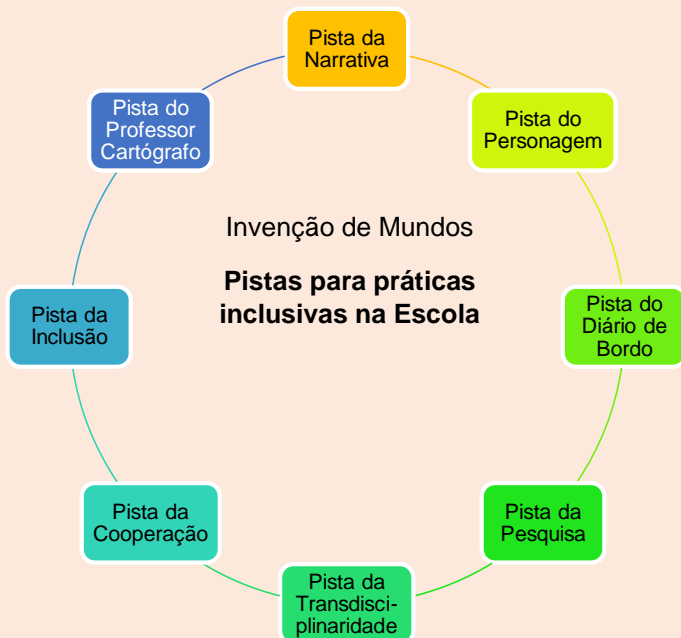 Pista da
Narrativa
Pista do
Personagem
Pista do
Diário de
Bordo
Pista da
Pesquisa
Pista da
Transdisci-
plinaridade
Pista da
Cooperação
Pista da
Inclusão
Pista do
Professor
Cartógrafo
Invenção de Mundos
Pistas para práticas
inclusivas na Escola